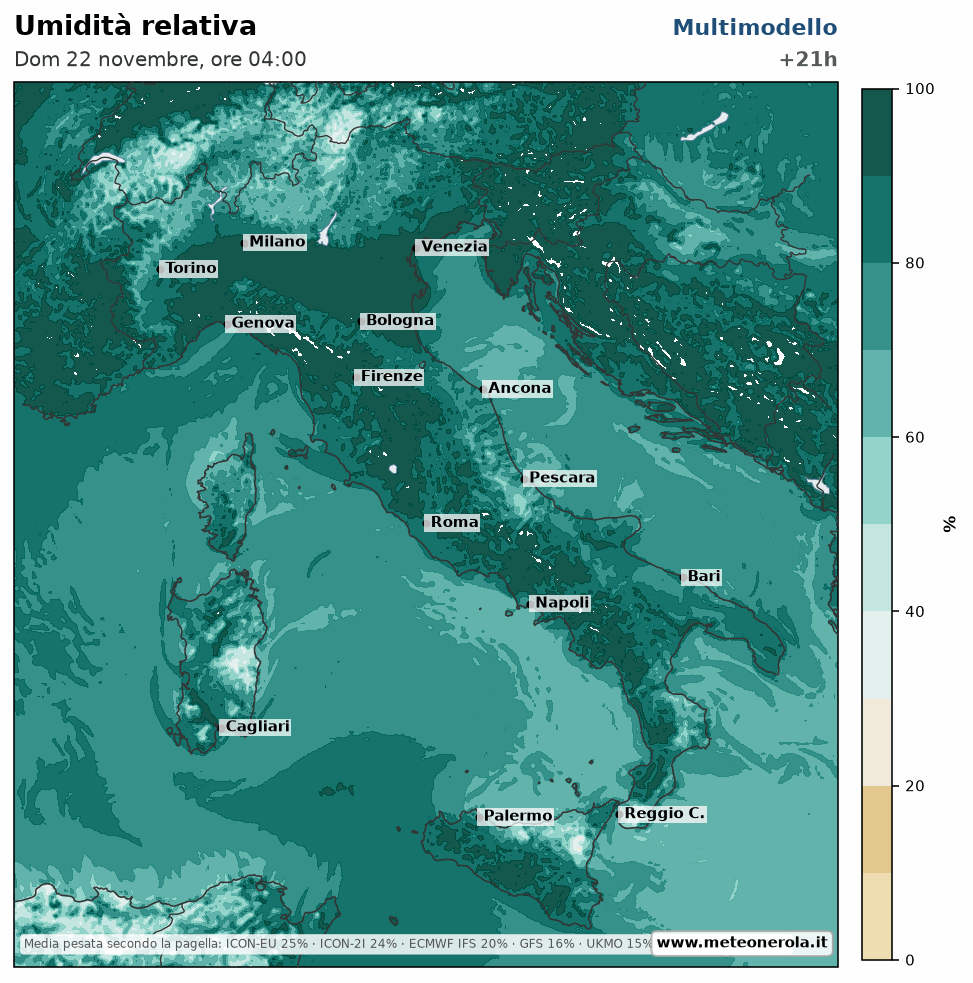 Umidità relativa
Multimodello
Dom 22 novembre, ore 04:00
+21h
100
80
60
40
20
0
%
Milano
Venezia
Torino
Genova
Bologna
Firenze
Ancona
Pescara
Roma
Bari
Napoli
Cagliari
Palermo
Reggio C.
Media pesata secondo la pagella: ICON-EU 25% · ICON-2I 24% · ECMWF IFS 20% · GFS 16% · UKMO 15%
www.meteonerola.it